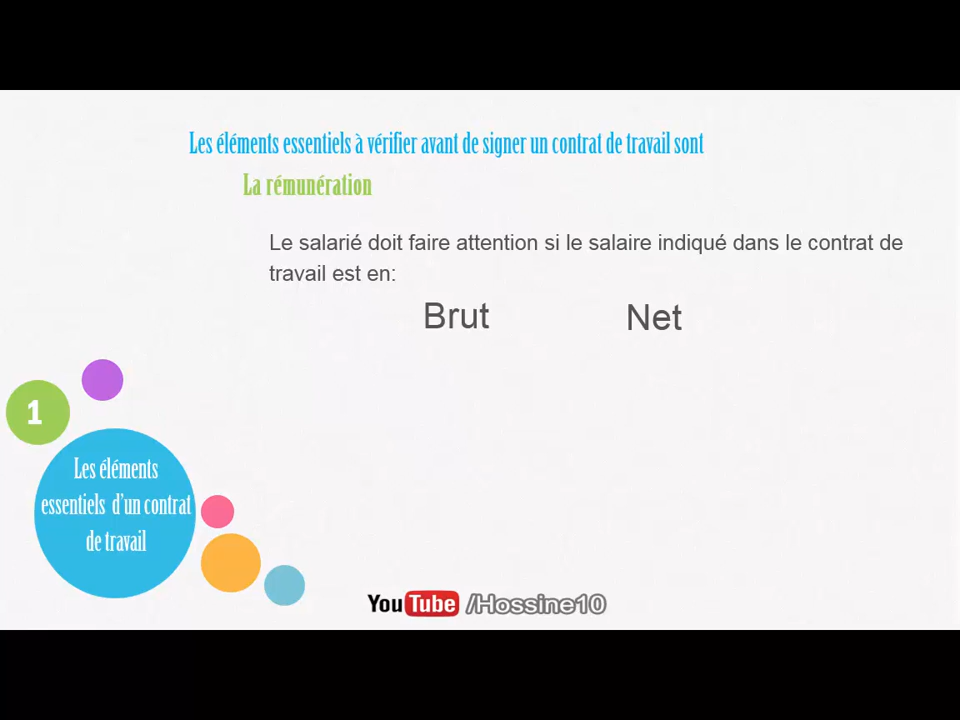 Les éléments essentiels à vérifier avant de signer un contrat de travail sont
La rémunération
Le salarié doit faire attention si le salaire indiqué dans le contrat de
travail est en:
Brut Net
1
Les éléments
essentiels d'un contrat
de travail
YouTube /Hossine10